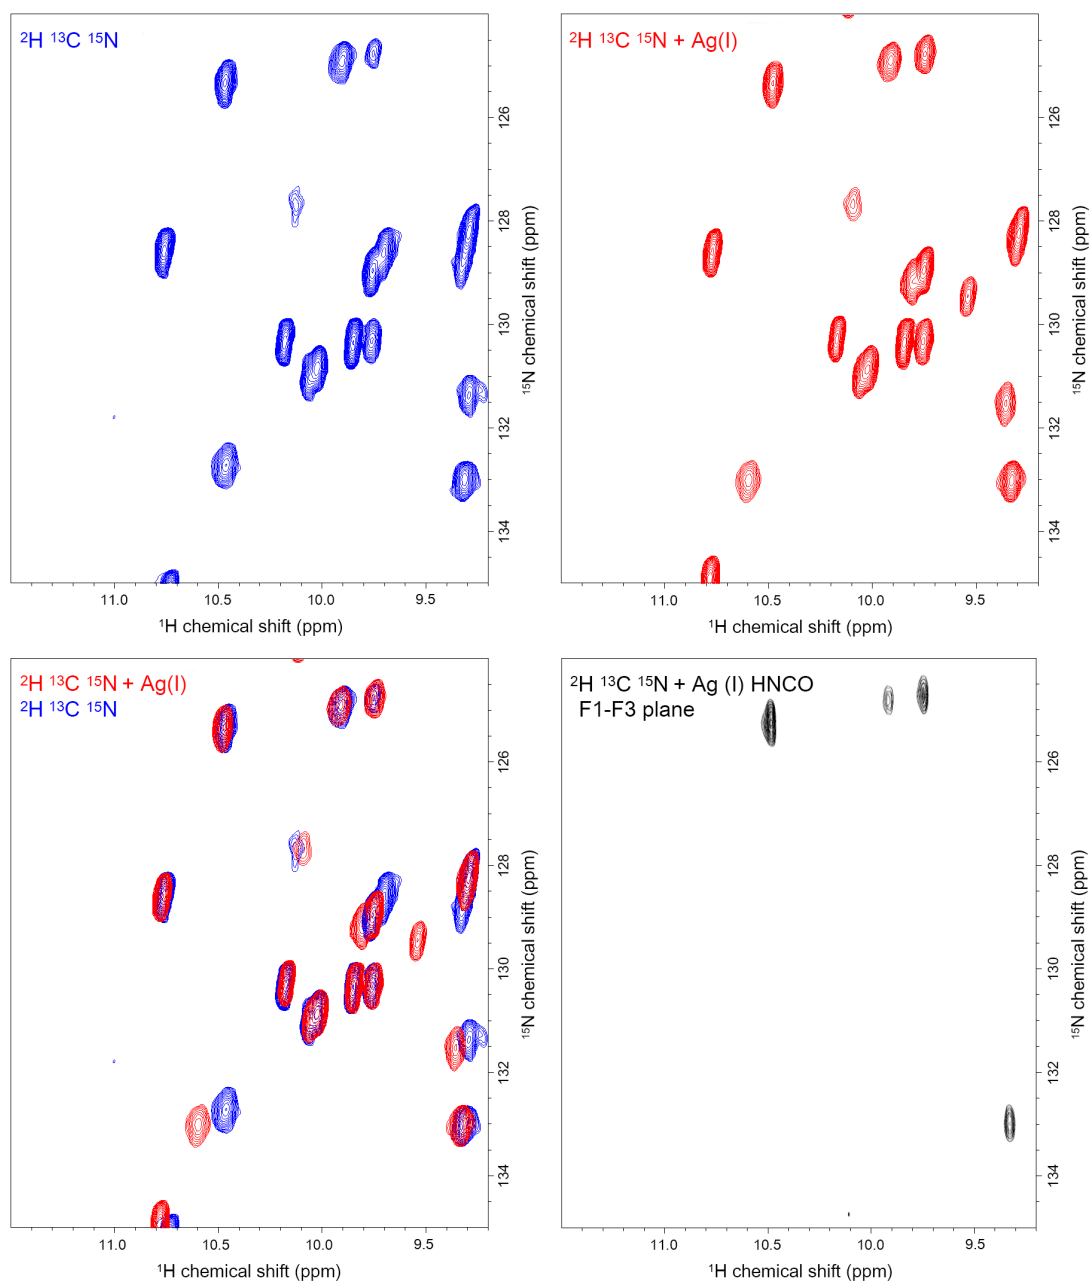 ²H ¹³C ¹⁵N
126
128
130
132
134
¹⁵N chemical shift (ppm)
11.0 10.5 10.0 9.5
¹H chemical shift (ppm)
²H ¹³C ¹⁵N + Ag(I)
126
128
130
132
134
¹⁵N chemical shift (ppm)
11.0 10.5 10.0 9.5
¹H chemical shift (ppm)
²H ¹³C ¹⁵N + Ag(I)
²H ¹³C ¹⁵N
126
128
130
132
134
¹⁵N chemical shift (ppm)
11.0 10.5 10.0 9.5
¹H chemical shift (ppm)
²H ¹³C ¹⁵N + Ag (I) HNCO
F1-F3 plane
126
128
130
132
134
¹⁵N chemical shift (ppm)
11.0 10.5 10.0 9.5
¹H chemical shift (ppm)